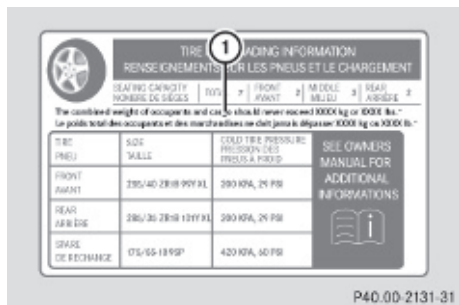 1
TIRE AND LOADING INFORMATION
RENSEIGNEMENTS SUR LES PNEUS ET LE CHARGEMENT
SEATING CAPACITY TOTAL 7 FRONT 2 MIDDLE 3 REAR 2
NOMBRE DE SIÈGES AVANT MILIEU ARRIÈRE
The combined weight of occupants and cargo should never exceed XXXX kg or XXXX lbs."
Le poids total des occupants et des marchandises ne doit jamais dépasser XXXX kg ou XXXX lb."
TIRE SIZE COLD TIRE PRESSURE SEE OWNERS
PNEU TAILLE PRESSION DES MANUAL FOR
PNEUS À FROID ADDITIONAL
INFORMATIONS
FRONT
AVANT 200 KPA, 29 PSI
REAR
ARRIÈRE 200 KPA, 29 PSI
SPARE
DE RECHANGE 420 KPA, 60 PSI
i
P40.00-2131-31